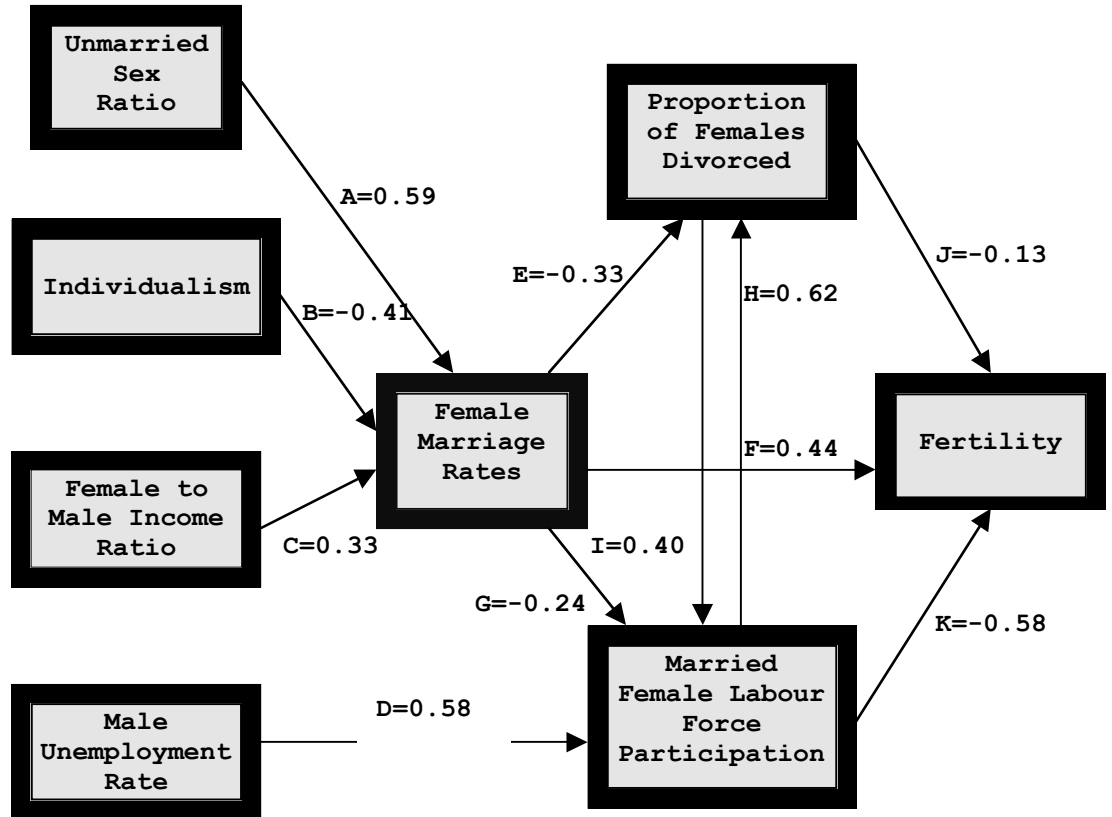 Unmarried
Sex
Ratio
Proportion
of Females
Divorced
A=0.59
Individualism
B=-0.41
E=-0.33
H=0.62
J=-0.13
Female
Marriage
Rates
F=0.44
Fertility
Female to
Male Income
Ratio
C=0.33
I=0.40
G=-0.24
K=-0.58
Married
Female Labour
Force
Participation
D=0.58
Male
Unemployment
Rate